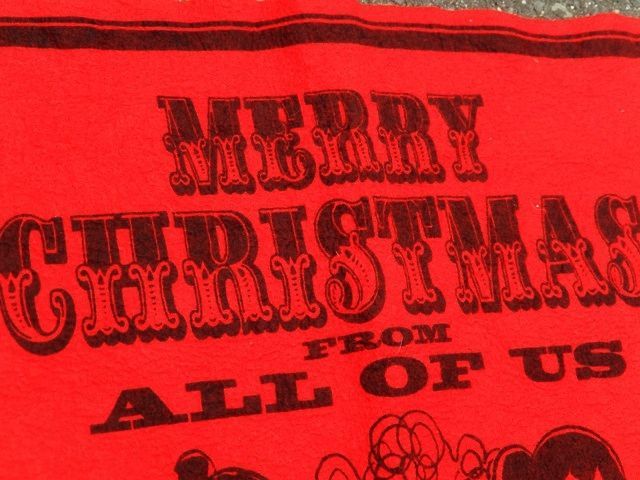 MERRY
CHRISTMAS
FROM
ALL OF US